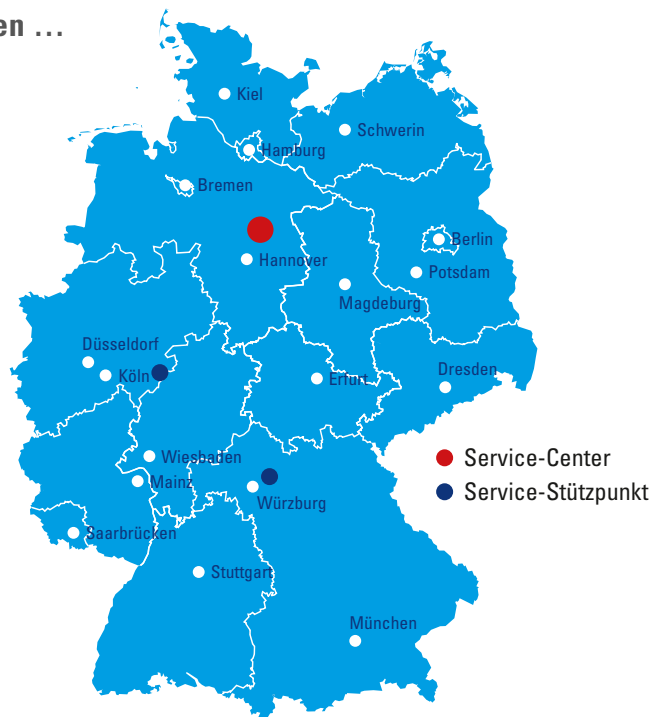 en ...
Kiel
Schwerin
Hamburg
Bremen
Berlin
Hannover
Potsdam
Magdeburg
Düsseldorf
Köln
Erfurt
Dresden
Wiesbaden
Service-Center
Mainz
Service-Stützpunkt
Würzburg
Saarbrücken
Stuttgart
München